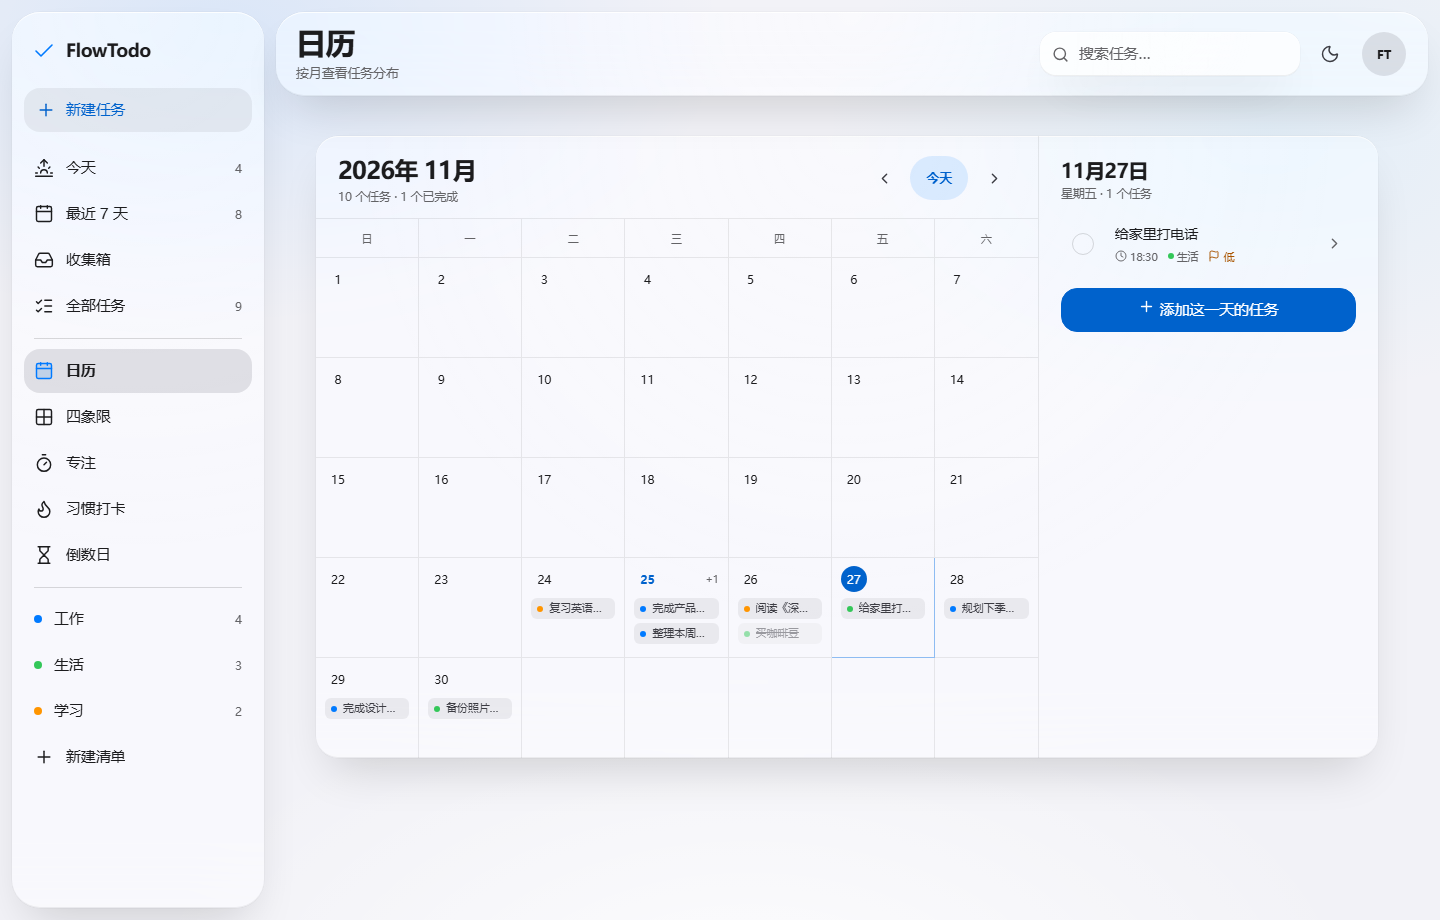 FlowTodo
新建任务
今天 4
最近 7 天 8
收集箱
全部任务 9
日历
四象限
专注
习惯打卡
倒数日
工作 4
生活 3
学习 2
新建清单
日历
按月查看任务分布
搜索任务...
FT
2026年 11月
10 个任务 · 1 个已完成
今天
日 一 二 三 四 五 六
1 2 3 4 5 6 7
8 9 10 11 12 13 14
15 16 17 18 19 20 21
22 23 24 25 +1 26 27 28
复习英语... 完成产品... 阅读《深... 给家里打... 规划下季...
整理本周... 买咖啡豆
29 30
完成设计... 备份照片...
11月27日
星期五 · 1 个任务
给家里打电话
18:30 生活 低
添加这一天的任务